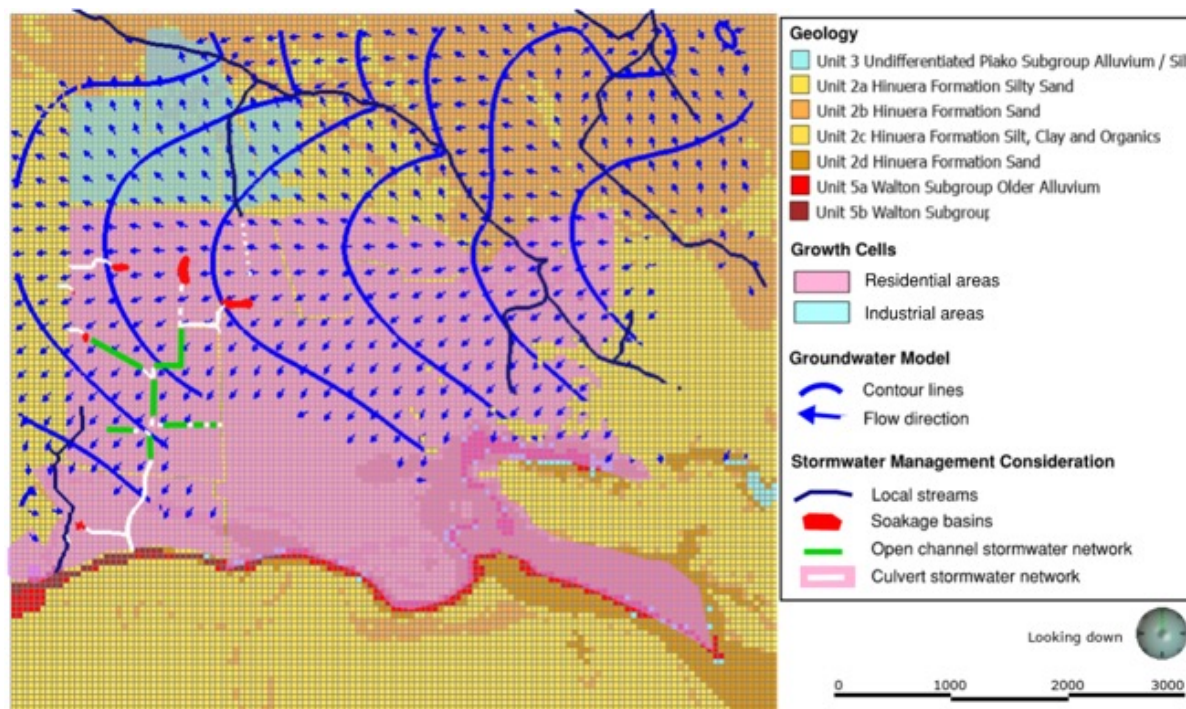 Geology
Unit 3 Undifferentiated Piako Subgroup Alluvium / Sil
Unit 2a Hinuera Formation Silty Sand
Unit 2b Hinuera Formation Sand
Unit 2c Hinuera Formation Silt, Clay and Organics
Unit 2d Hinuera Formation Sand
Unit 5a Walton Subgroup Older Alluvium
Unit 5b Walton Subgroup
Growth Cells
Residential areas
Industrial areas
Groundwater Model
Contour lines
Flow direction
Stormwater Management Consideration
Local streams
Soakage basins
Open channel stormwater network
Culvert stormwater network
Looking down
0 1000 2000 3000